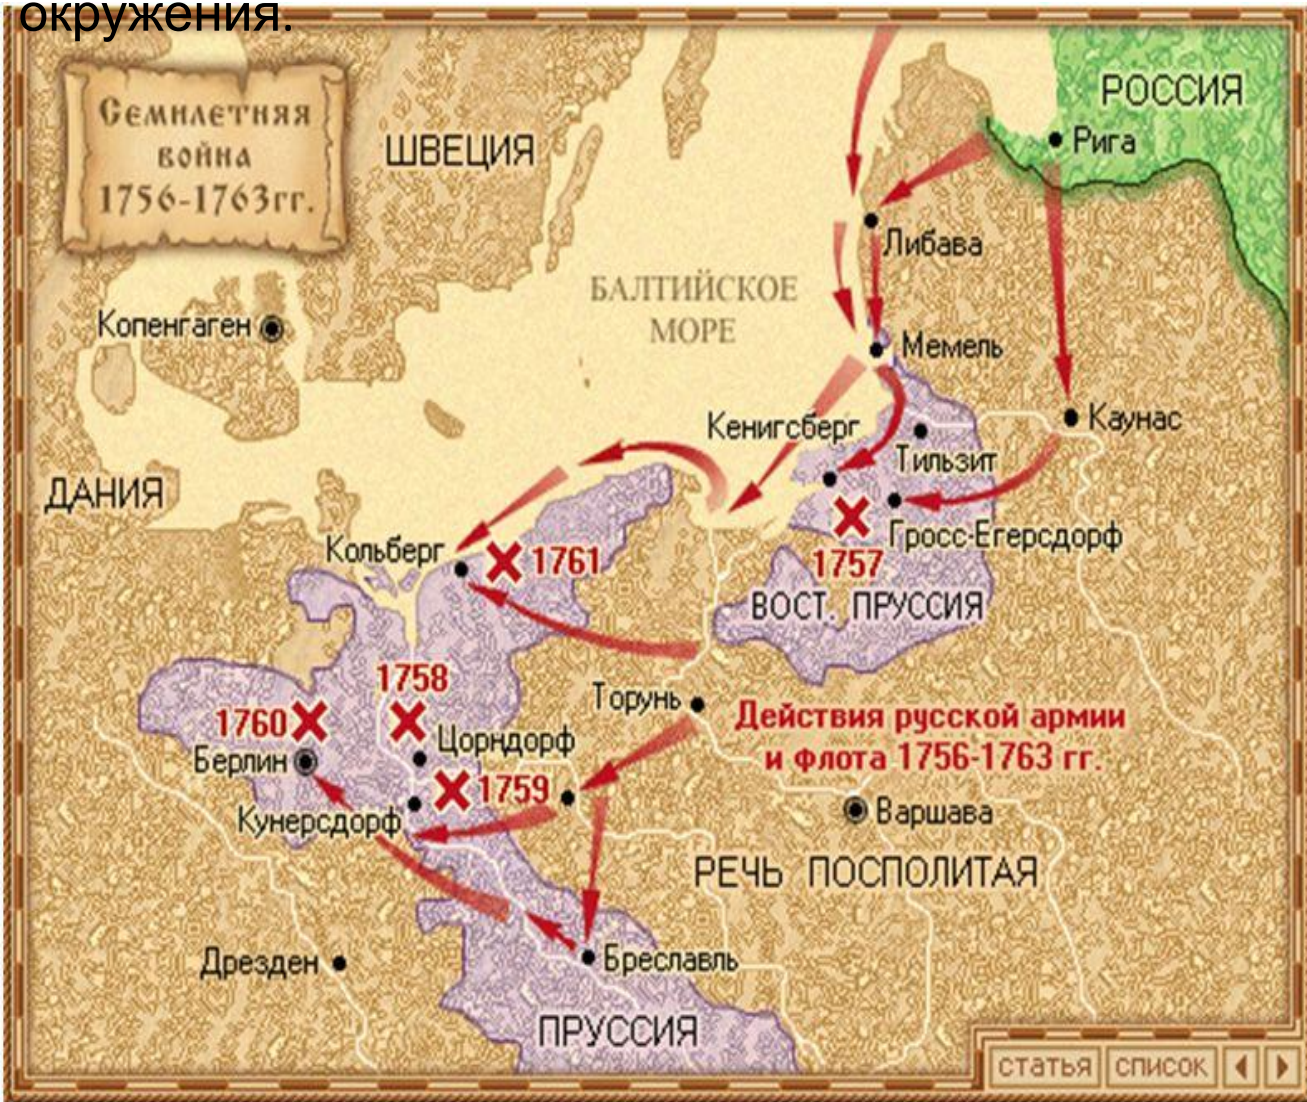 окружения.
Семилетняя
война
1756-1763гг.
ШВЕЦИЯ
РОССИЯ
Рига
Либава
БАЛТИЙСКОЕ
МОРЕ
Копенгаген
Мемель
Каунас
Кенигсберг
Тильзит
ДАНИЯ
Гросс-Егерсдорф
Кольберг
1761
1757
ВОСТ. ПРУССИЯ
1758
Торунь
1760
Действия русской армии
и флота 1756-1763 гг.
Цорндорф
Берлин
1759
Кунерсдорф
Варшава
РЕЧЬ ПОСПОЛИТАЯ
Дрезден
Бреславль
ПРУССИЯ
статья список